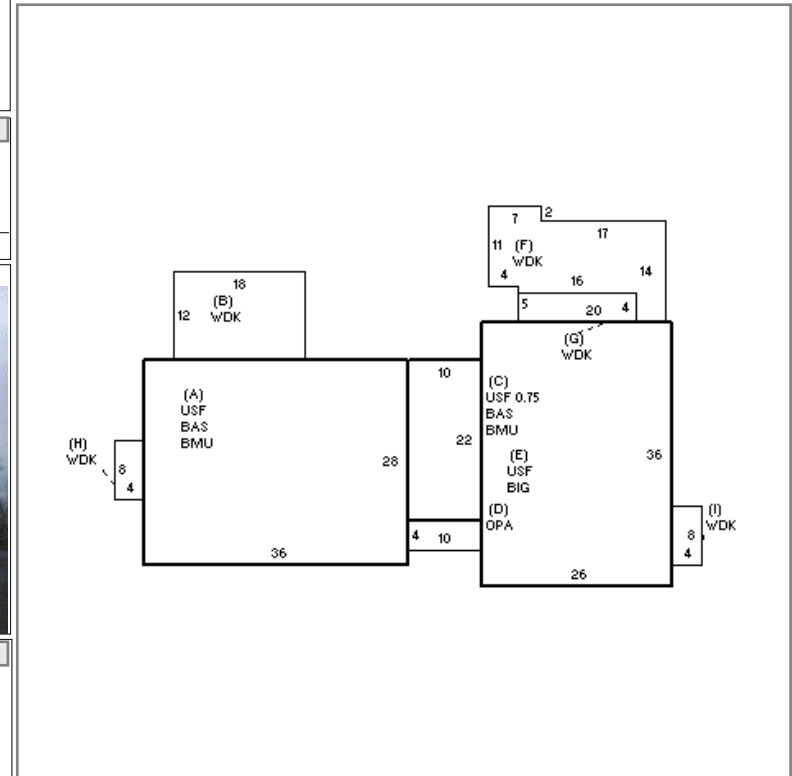 7
2
17
11
(F)
WDK
4
14
16
5
20
4
18
(B)
12
WDK
(G)
WDK
10
(A)
USF
BAS
BMU
(C)
USF 0.75
BAS
BMU
22
28
36
(H)
WDK
8
4
(E)
USF
BIG
(D)
OPA
4
10
(I)
WDK
8
4
36
26